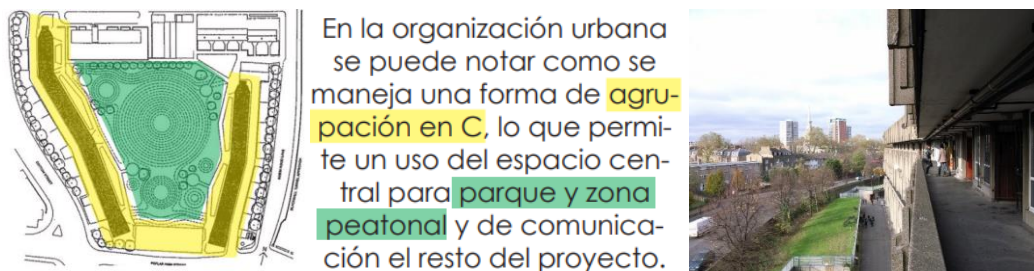 En la organización urbana
se puede notar como se
maneja una forma de agru-
pación en C, lo que permi-
te un uso del espacio cen-
tral para parque y zona
peatonal y de comunica-
ción el resto del proyecto.